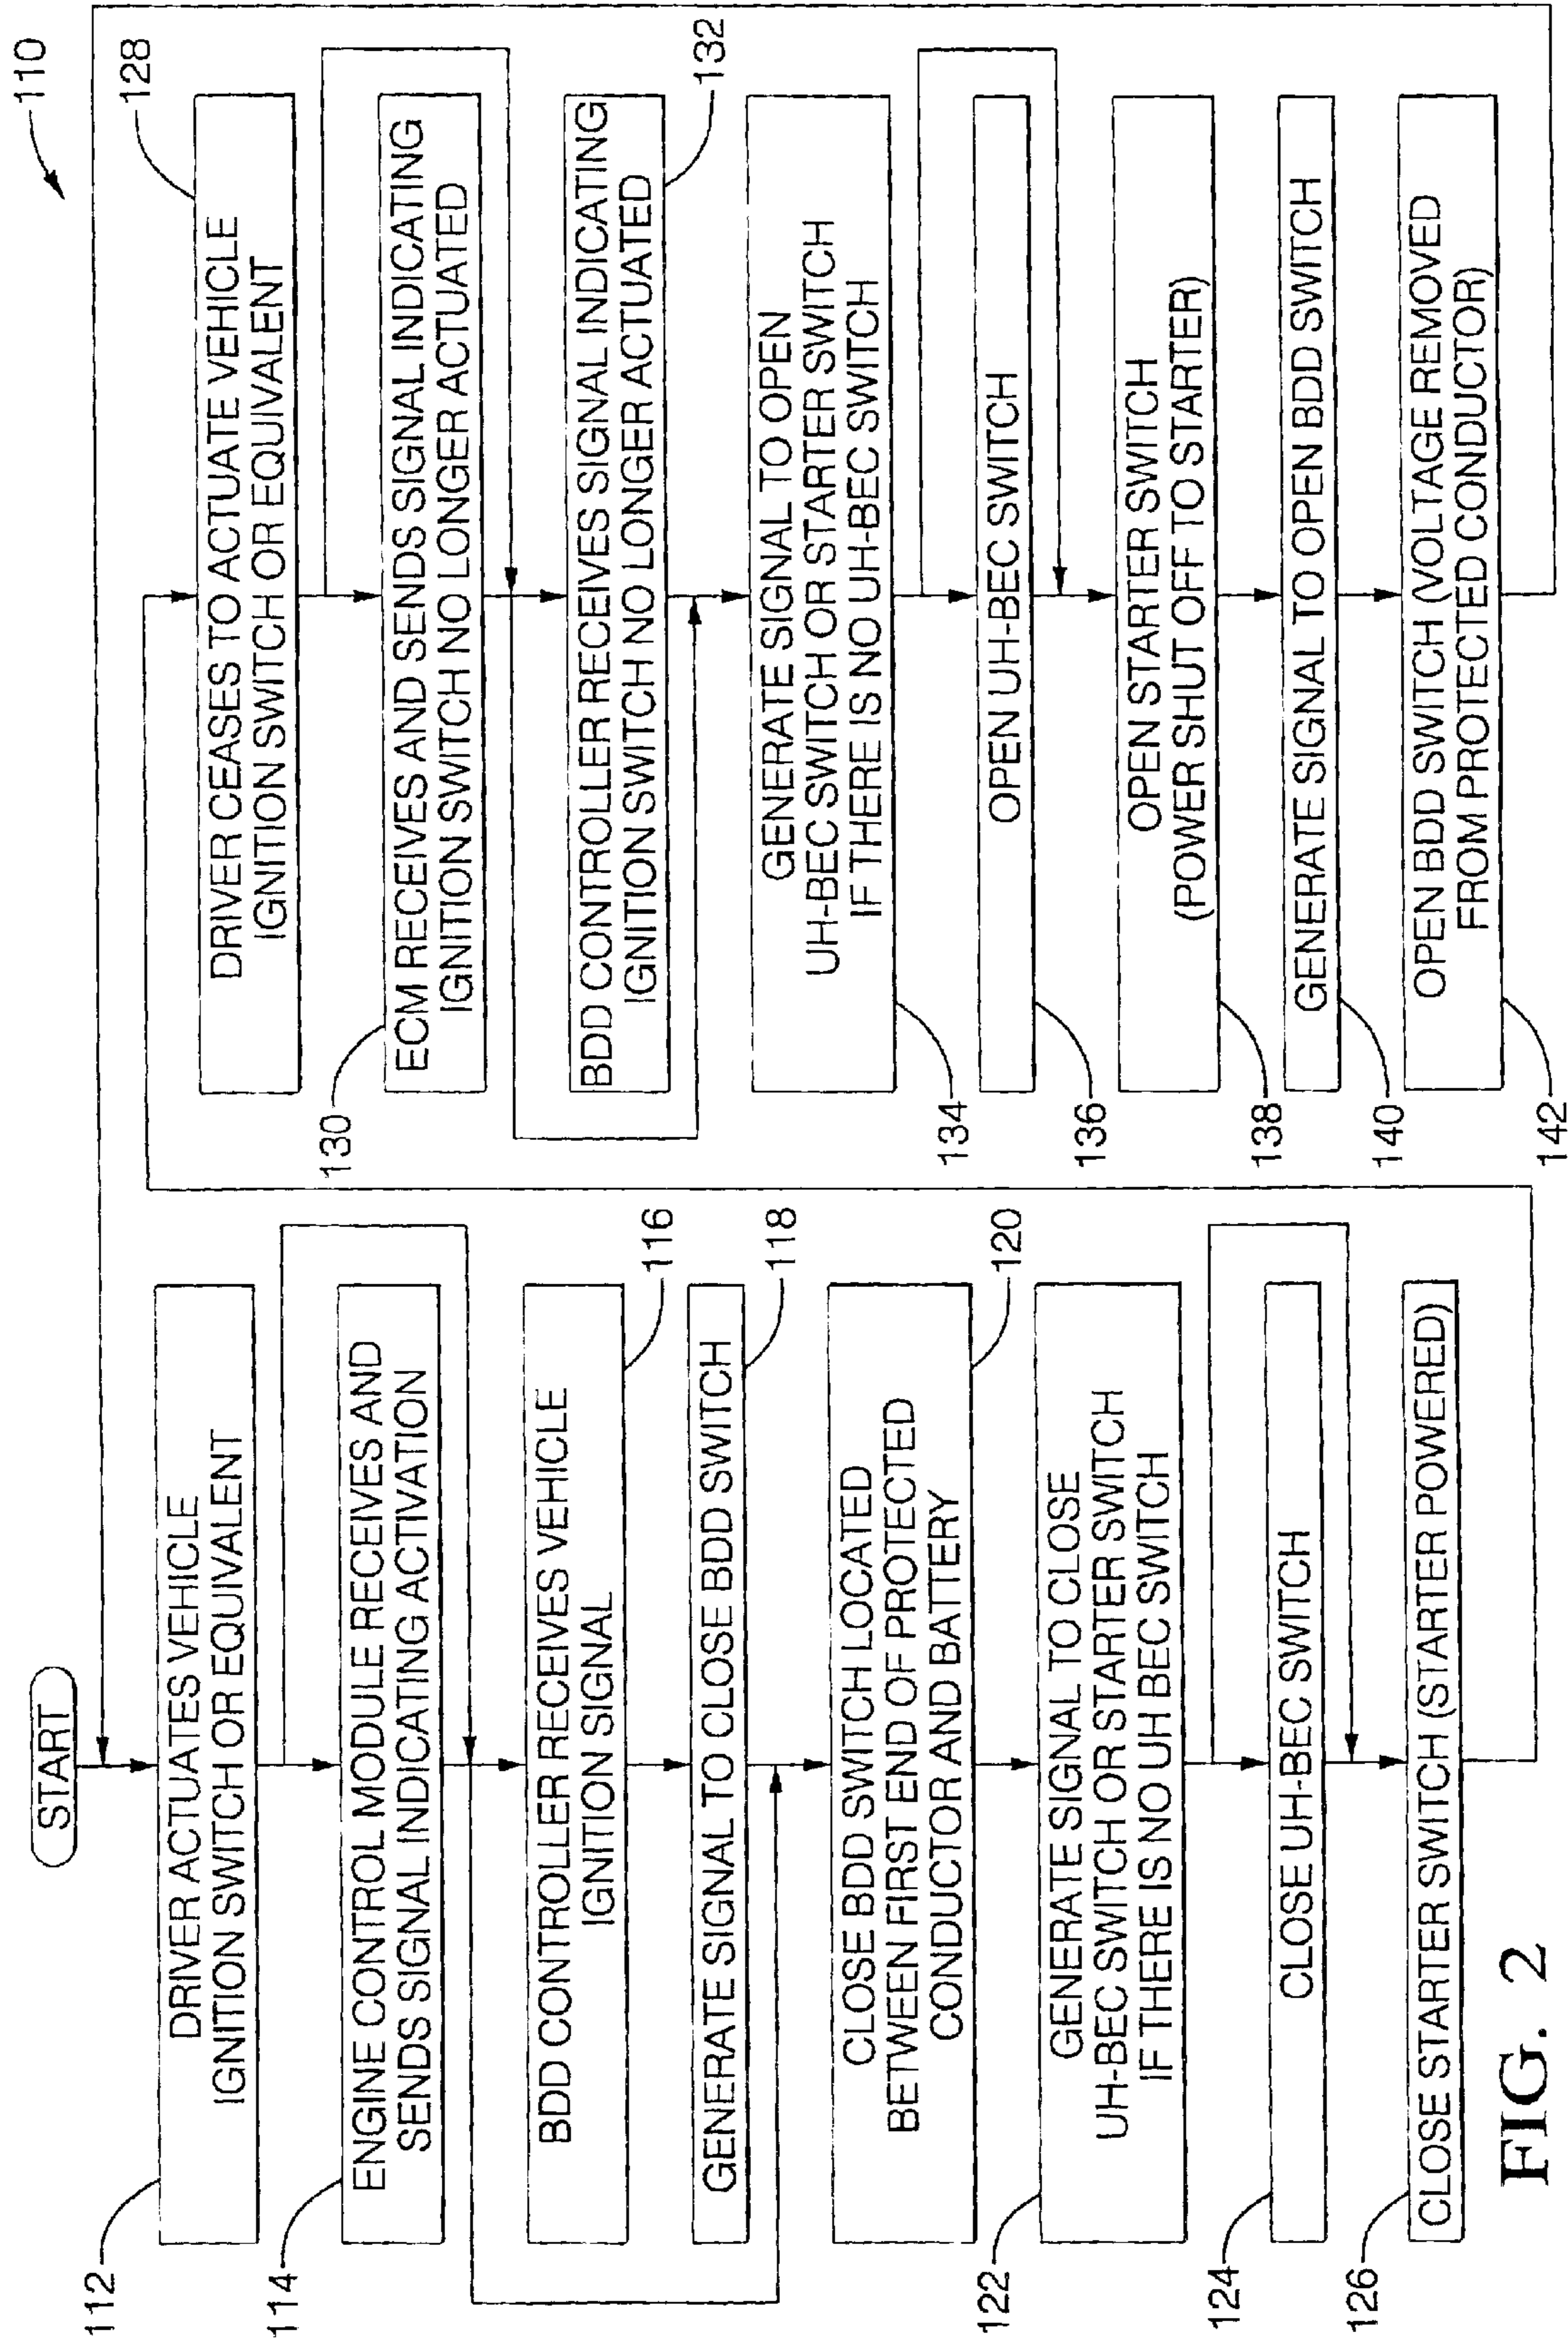 110
START
112
DRIVER ACTUATES VEHICLE
IGNITION SWITCH OR EQUIVALENT
114
ENGINE CONTROL MODULE RECEIVES AND
SENDS SIGNAL INDICATING ACTIVATION
BDD CONTROLLER RECEIVES VEHICLE
IGNITION SIGNAL
116
GENERATE SIGNAL TO CLOSE BDD SWITCH
118
CLOSE BDD SWITCH LOCATED
BETWEEN FIRST END OF PROTECTED
CONDUCTOR AND BATTERY
120
122
GENERATE SIGNAL TO CLOSE
UH-BEC SWITCH OR STARTER SWITCH
IF THERE IS NO UH BEC SWITCH
124
CLOSE UH-BEC SWITCH
126
CLOSE STARTER SWITCH (STARTER POWERED)
128
DRIVER CEASES TO ACTUATE VEHICLE
IGNITION SWITCH OR EQUIVALENT
130
ECM RECEIVES AND SENDS SIGNAL INDICATING
IGNITION SWITCH NO LONGER ACTUATED
BDD CONTROLLER RECEIVES SIGNAL INDICATING
IGNITION SWITCH NO LONGER ACTUATED
132
GENERATE SIGNAL TO OPEN
UH-BEC SWITCH OR STARTER SWITCH
IF THERE IS NO UH-BEC SWITCH
134
OPEN UH-BEC SWITCH
136
OPEN STARTER SWITCH
(POWER SHUT OFF TO STARTER)
138
GENERATE SIGNAL TO OPEN BDD SWITCH
140
OPEN BDD SWITCH (VOLTAGE REMOVED
FROM PROTECTED CONDUCTOR)
142
FIG. 2